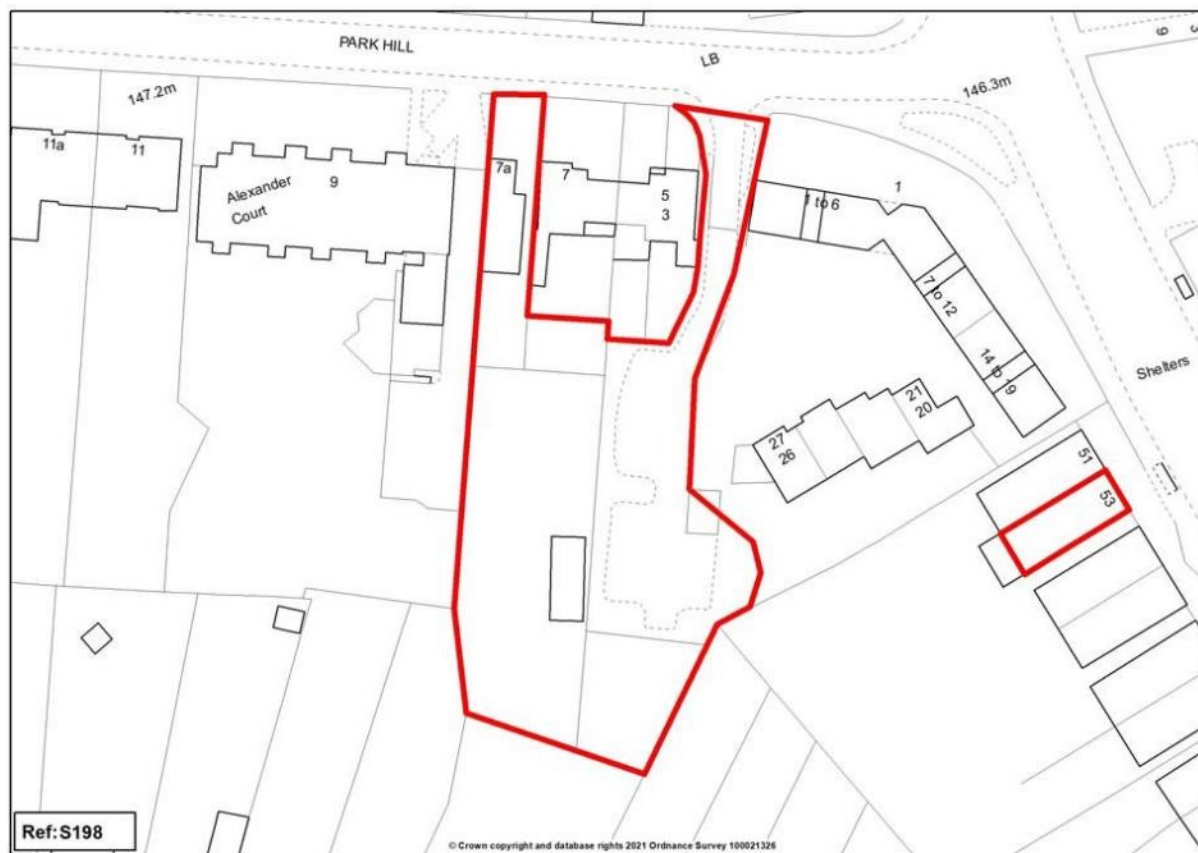 PARK HILL
LB
9
3
147.2m
146.3m
11a
11
Alexander
Court
9
7a
7
5
3
1 to 6
1
7 to 12
14 to 19
Shelters
21
20
27
26
51
53
Ref:S198
© Crown copyright and database rights 2021 Ordnance Survey 100021326